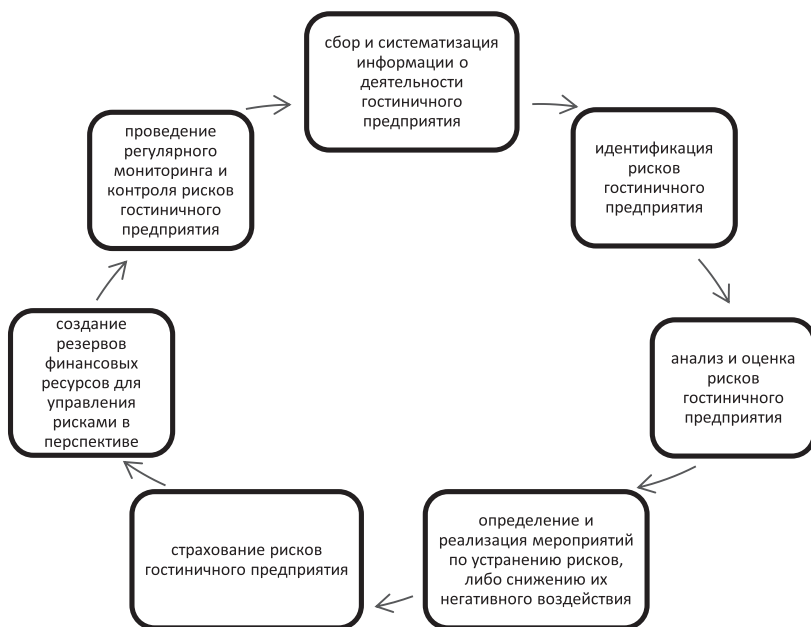 сбор и систематизация
информации о
деятельности
гостиничного
предприятия
идентификация
рисков
гостиничного
предприятия
анализ и оценка
рисков
гостиничного
предприятия
определение и
реализация мероприятий
по устранению рисков,
либо снижению их
негативного воздействия
страхование рисков
гостиничного предприятия
создание
резервов
финансовых
ресурсов для
управления
рисками в
перспективе
проведение
регулярного
мониторинга и
контроля рисков
гостиничного
предприятия